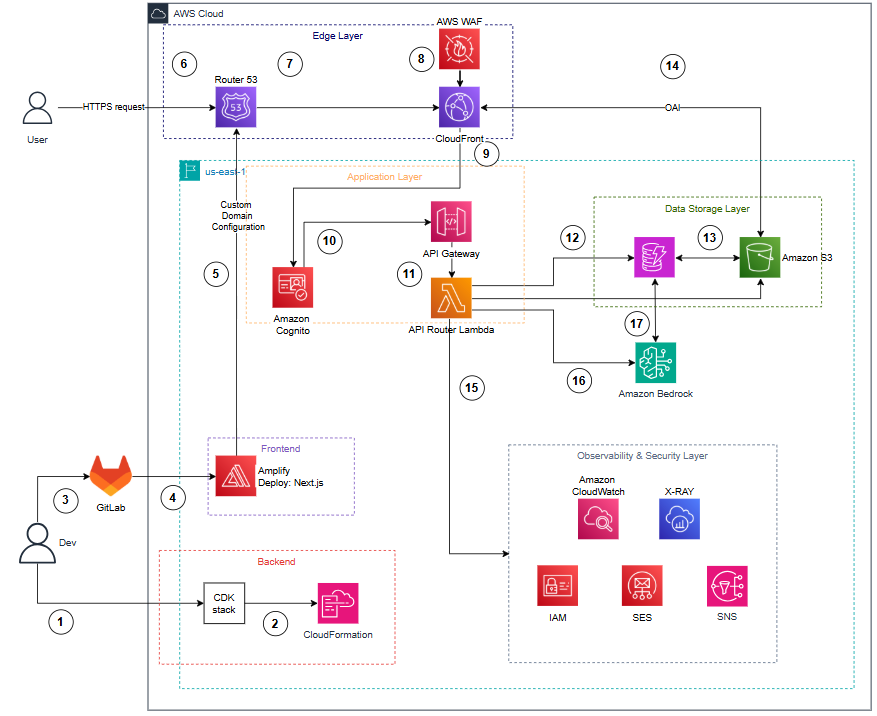 AWS Cloud
AWS WAF
Edge Layer
6
7
8
14
Router 53
53
HTTPS request
OAI
User
CloudFront
9
us-east-1
Application Layer
Custom
Domain
Configuration
Data Storage Layer
10
12
13
API Gateway
Amazon S3
5
11
Amazon
Cognito
API Router Lambda
17
16
15
Amazon Bedrock
Frontend
Amplify
Deploy: Next.js
3
4
GitLab
Observability & Security Layer
Amazon
CloudWatch
X-RAY
Dev
Backend
CDK
stack
1
2
CloudFormation
IAM
SES
SNS